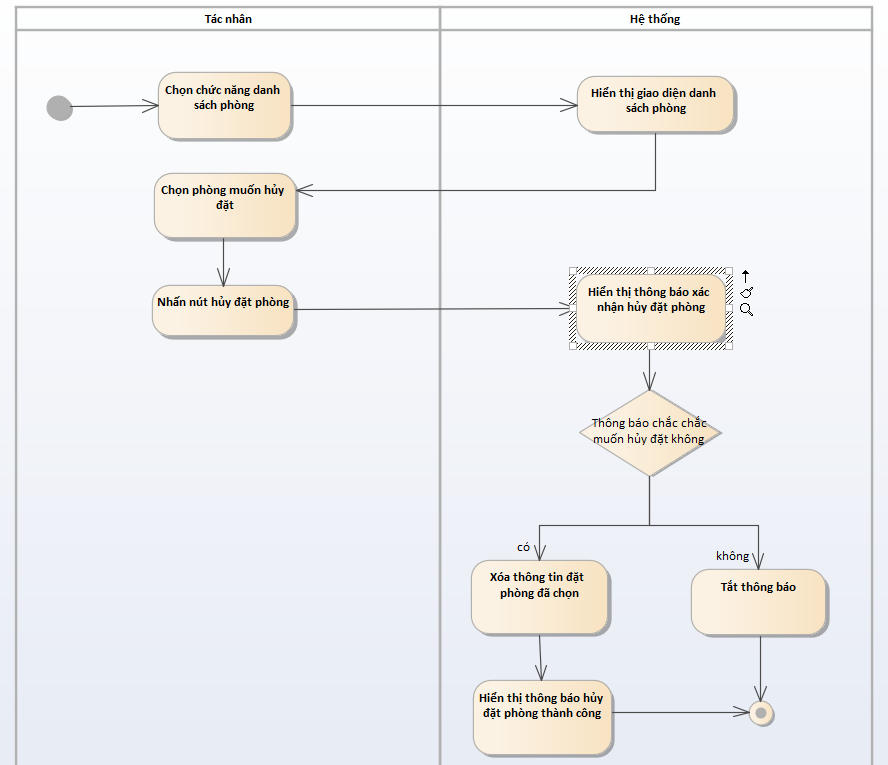 Tác nhân
Hệ thống
Chọn chức năng danh
sách phòng
Hiển thị giao diện danh
sách phòng
Chọn phòng muốn hủy
đặt
Nhấn nút hủy đặt phòng
Hiển thị thông báo xác
nhận hủy đặt phòng
Thông báo chắc chắc
muốn hủy đặt không
có
không
Xóa thông tin đặt
phòng đã chọn
Tắt thông báo
Hiển thị thông báo hủy
đặt phòng thành công